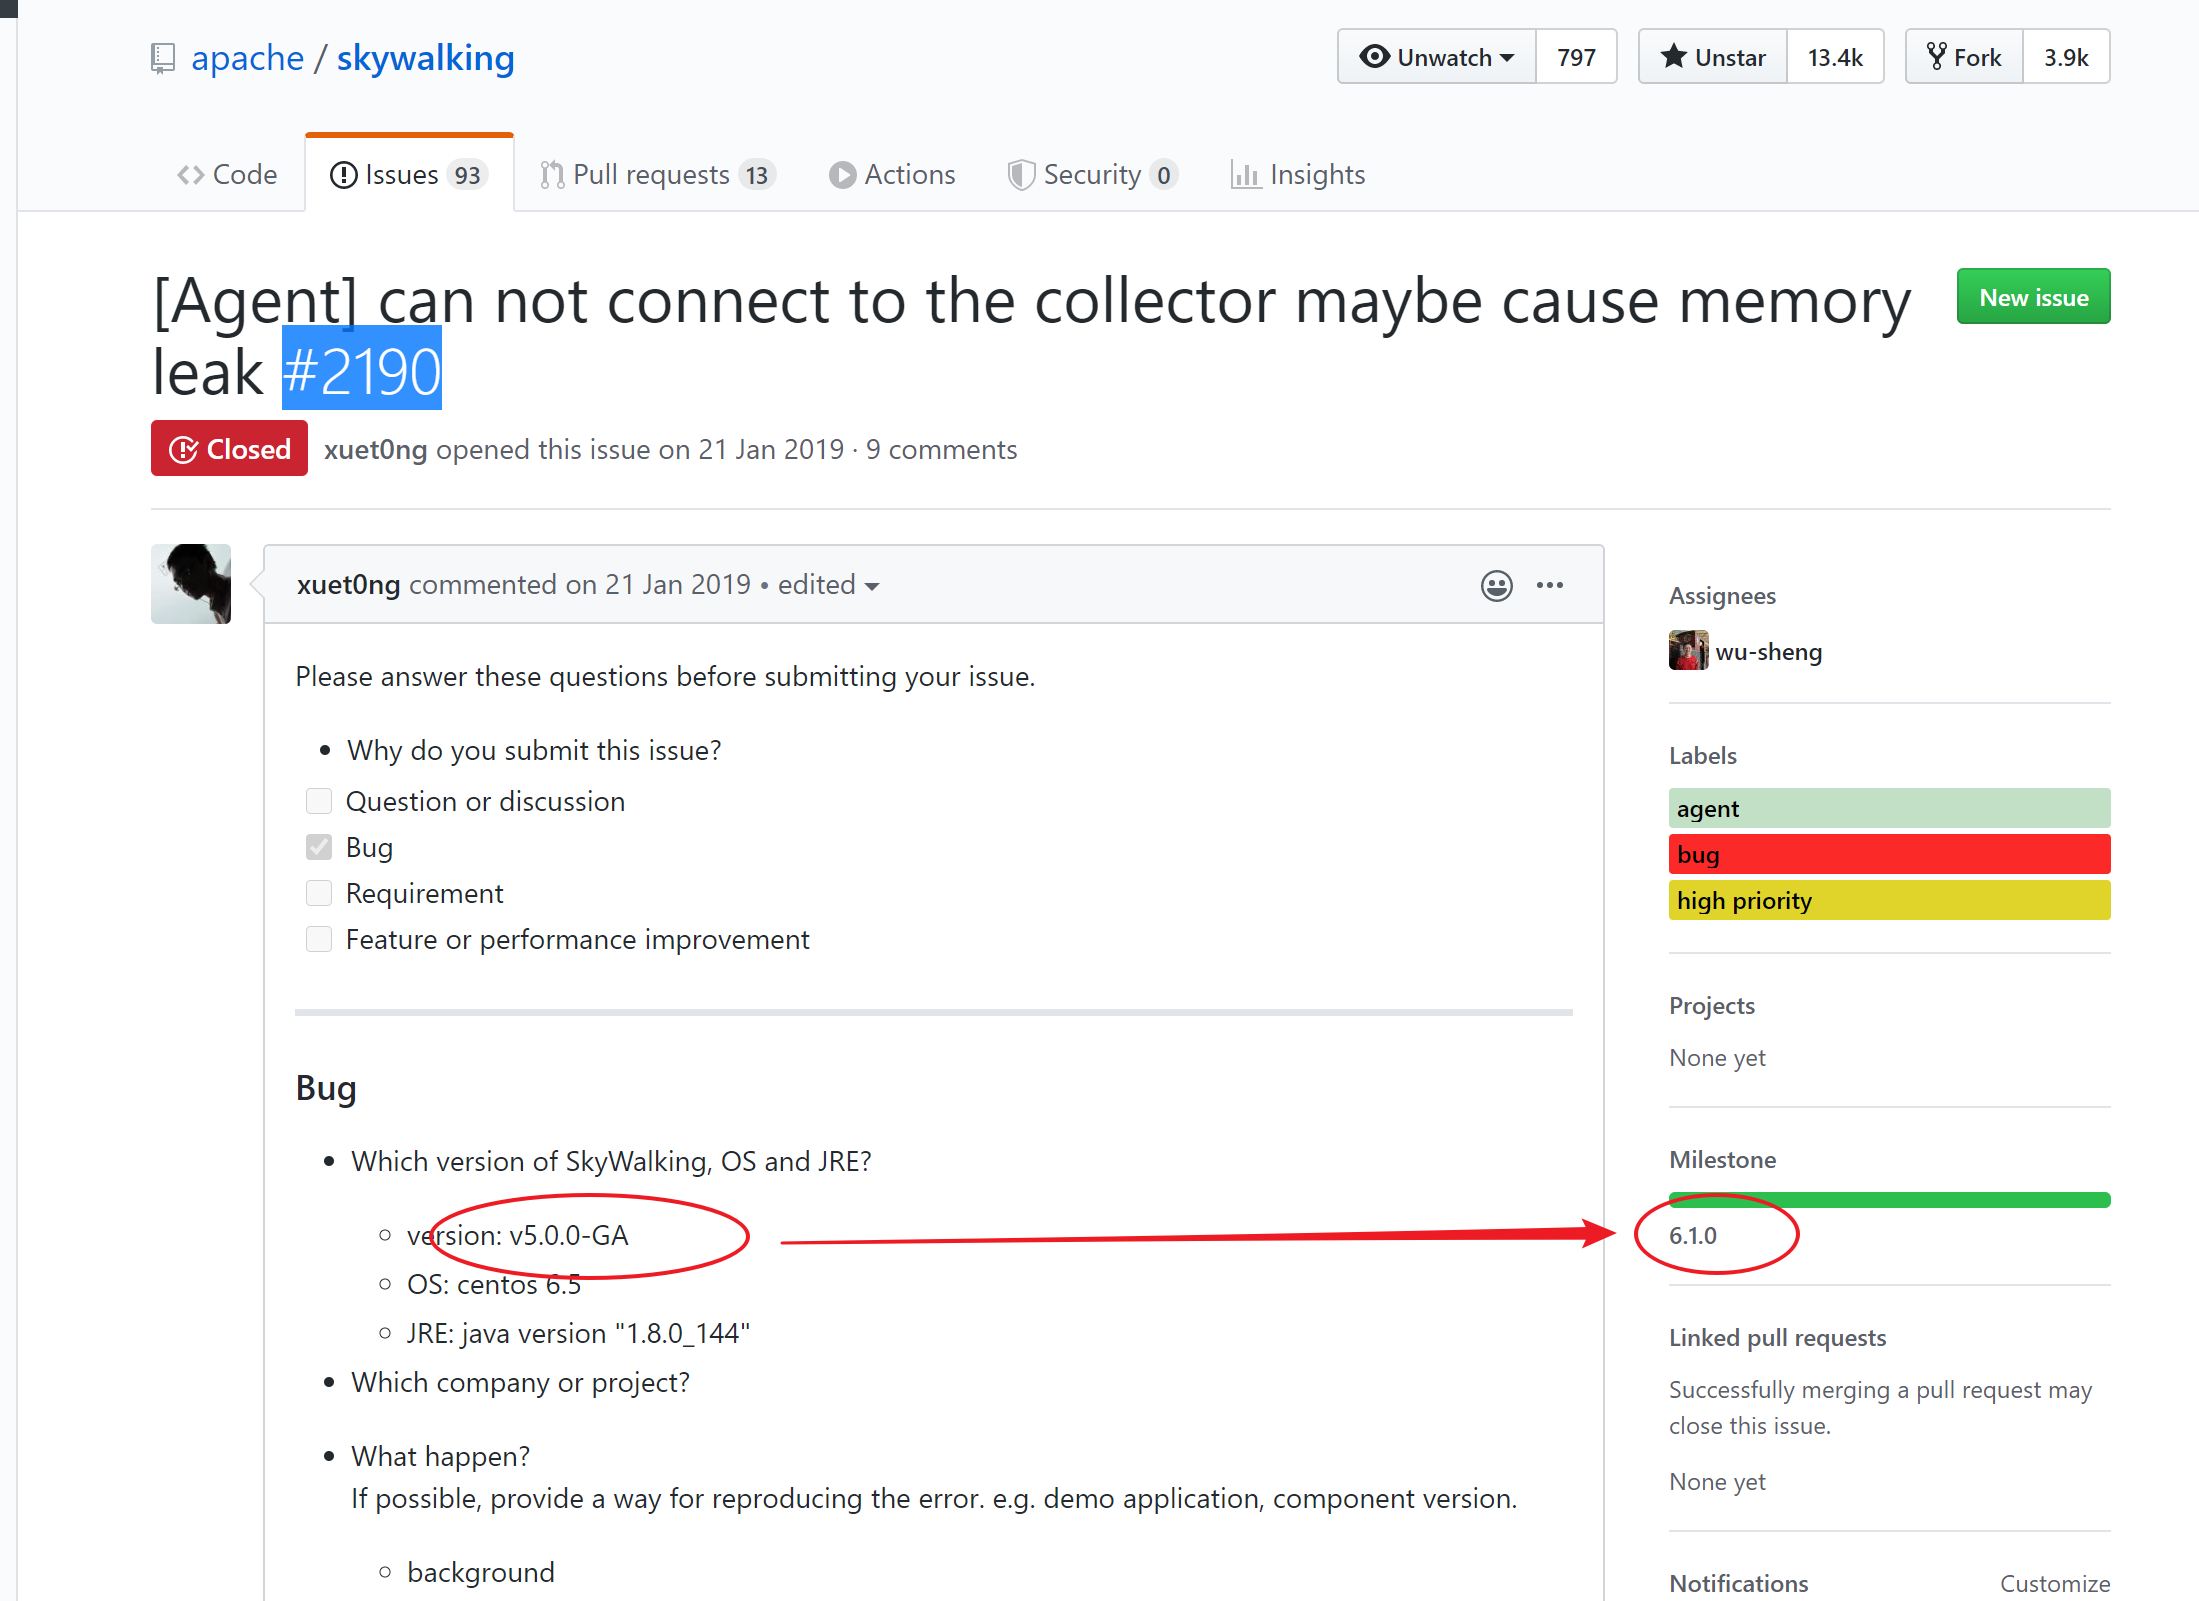 apache / skywalking
Unwatch 797 Unstar 13.4k Fork 3.9k
Code Issues 93 Pull requests 13 Actions Security 0 Insights
[Agent] can not connect to the collector maybe cause memory
leak #2190
New issue
Closed xuet0ng opened this issue on 21 Jan 2019 · 9 comments
xuet0ng commented on 21 Jan 2019 • edited
Please answer these questions before submitting your issue.
• Why do you submit this issue?
Question or discussion
Bug
Requirement
Feature or performance improvement
Bug
• Which version of SkyWalking, OS and JRE?
○ version: v5.0.0-GA
○ OS: centos 6.5
○ JRE: java version "1.8.0_144"
• Which company or project?
• What happen?
If possible, provide a way for reproducing the error. e.g. demo application, component version.
○ background
Assignees
wu-sheng
Labels
agent
bug
high priority
Projects
None yet
Milestone
6.1.0
Linked pull requests
Successfully merging a pull request may
close this issue.
None yet
Notifications Customize